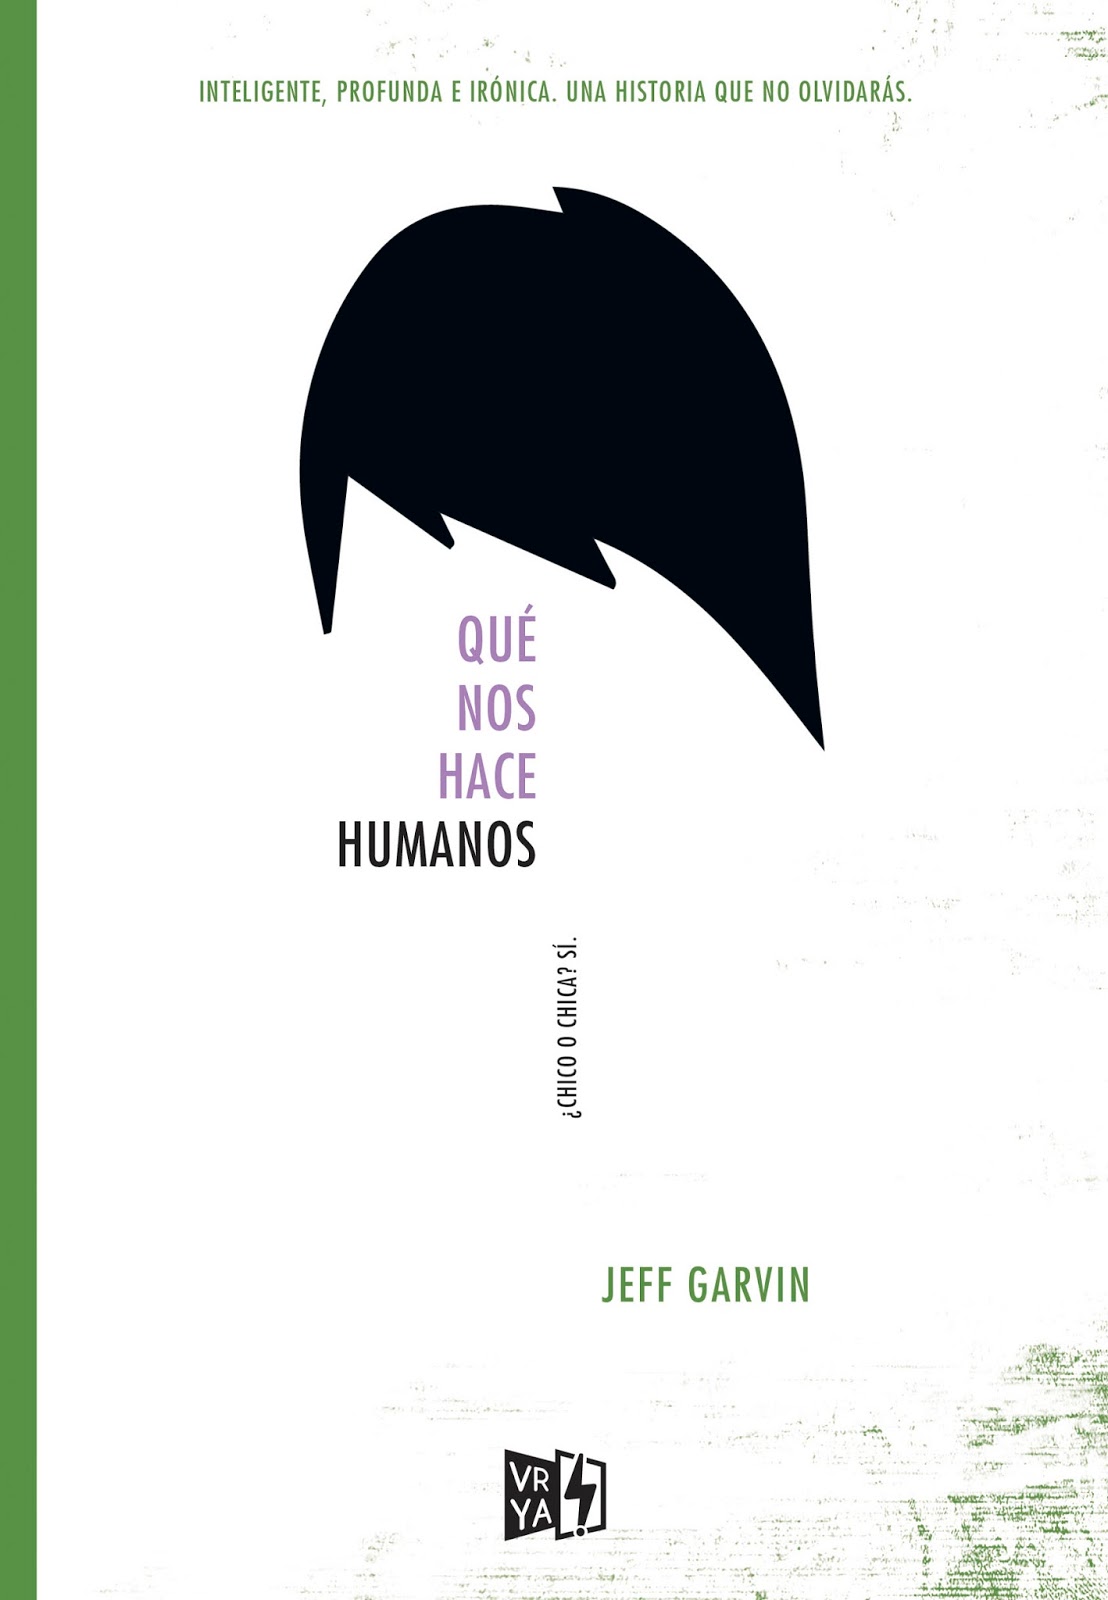 INTELIGENTE, PROFUNDA E IRÓNICA. UNA HISTORIA QUE NO OLVIDARÁS.
QUÉ
NOS
HACE
HUMANOS
¿CHICO O CHICA? SÍ.
JEFF GARVIN
VR
YA